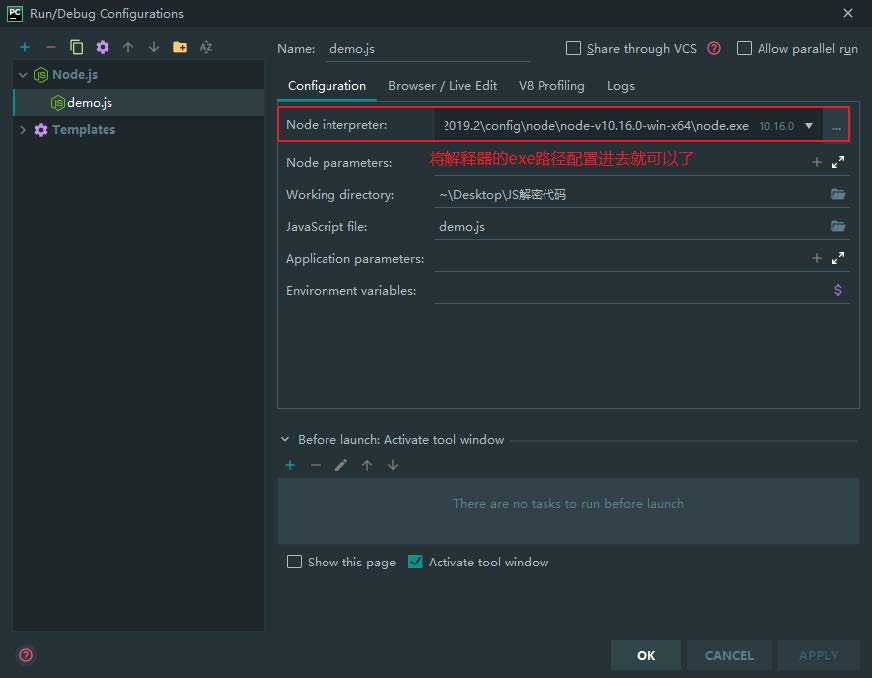 PC Run/Debug Configurations
Name: demo.js Share through VCS ? Allow parallel run
Node.js
demo.js
Templates
Configuration Browser / Live Edit V8 Profiling Logs
Node interpreter: 2019.2\config\node\node-v10.16.0-win-x64\node.exe 10.16.0 ...
Node parameters: 将解释器的exe路径配置进去就可以了
Working directory: ~\Desktop\JS解密代码
JavaScript file: demo.js
Application parameters:
Environment variables: $
Before launch: Activate tool window
There are no tasks to run before launch
Show this page Activate tool window
? OK CANCEL APPLY